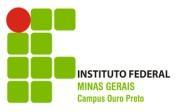 INSTITUTO FEDERAL
MINAS GERAIS
Campus Ouro Preto